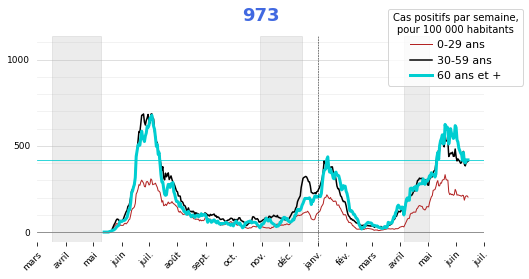 973
Cas positifs par semaine,
pour 100 000 habitants
0-29 ans
30-59 ans
60 ans et +
1000
500
0
mars
avril
mai
juin
juil.
août
sept.
oct.
nov.
déc.
janv.
fév.
mars
avril
mai
juin
juil.